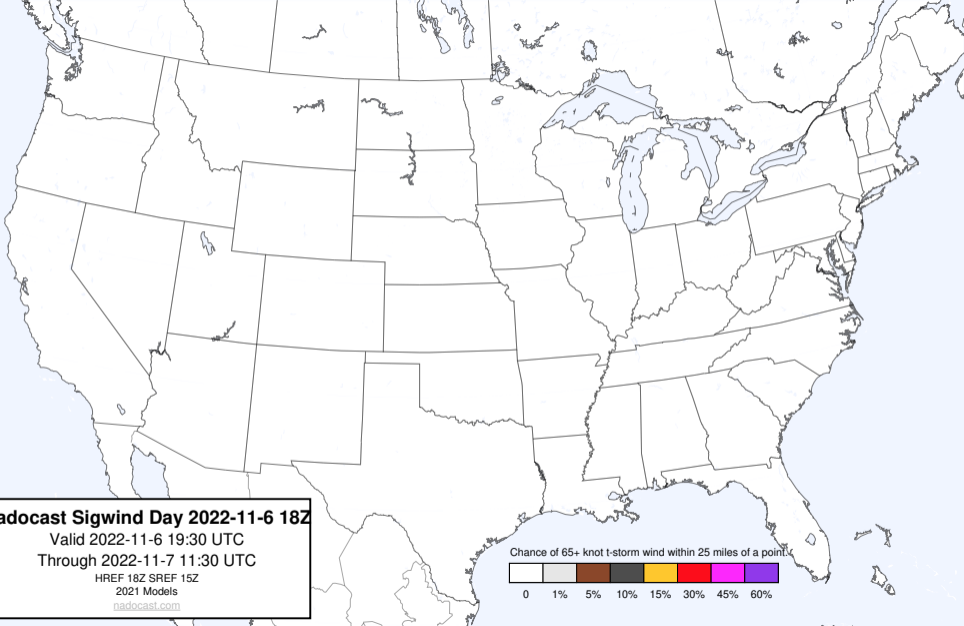 adocast Sigwind Day 2022-11-6 18Z
Valid 2022-11-6 19:30 UTC
Through 2022-11-7 11:30 UTC
HREF 18Z SREF 15Z
2021 Models
nadocast.com
Chance of 65+ knot t-storm wind within 25 miles of a point.
0 1% 5% 10% 15% 30% 45% 60%